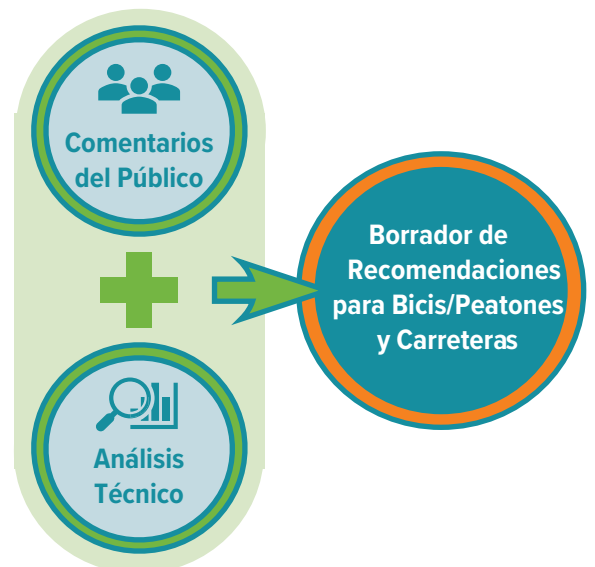 Comentarios
del Público
Borrador de
Recomendaciones
para Bicis/Peatones
y Carreteras
Análisis
Técnico